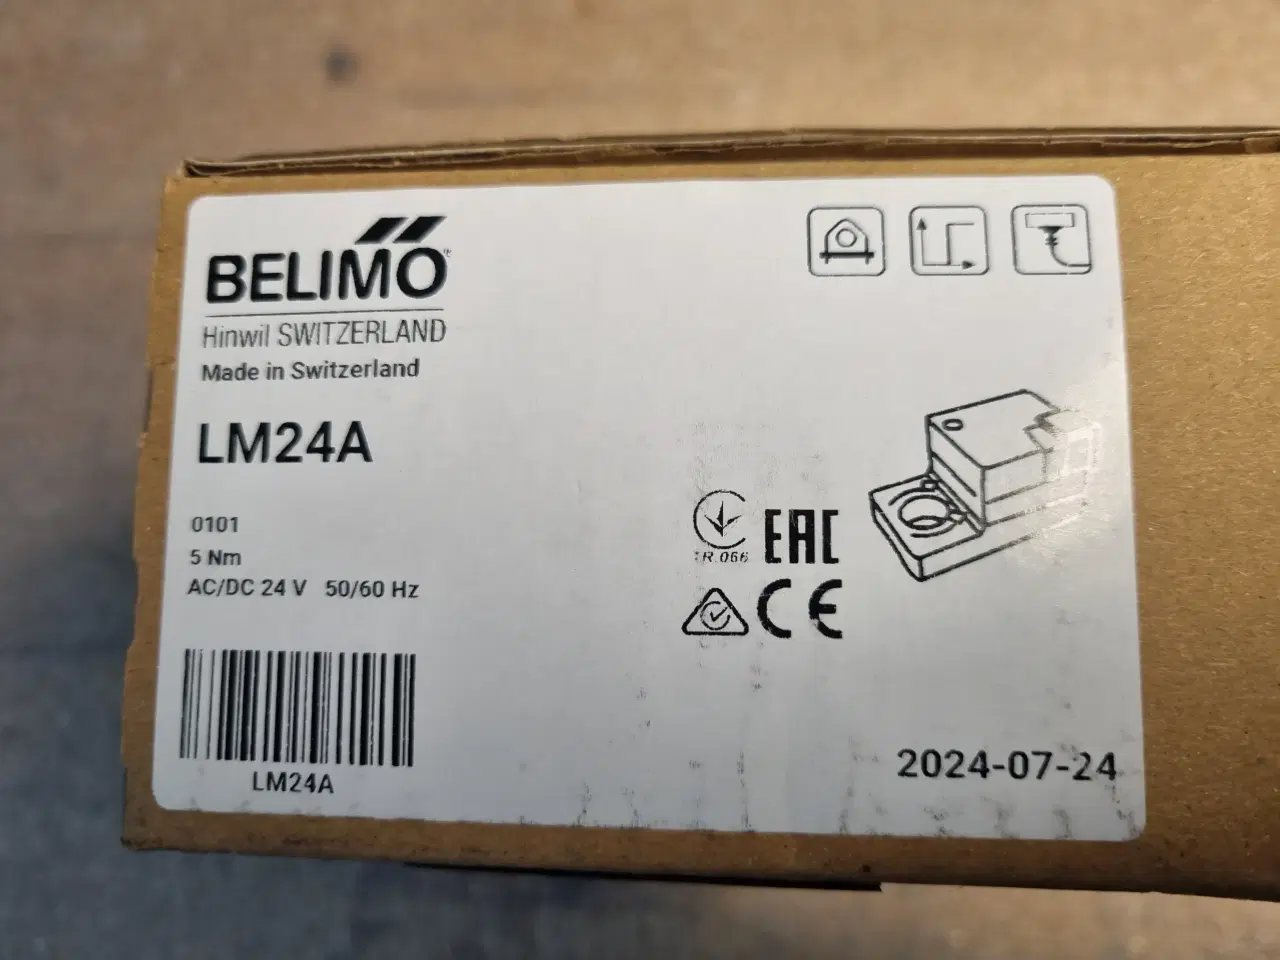 BELIMO®
Hinwil SWITZERLAND
Made in Switzerland
LM24A
0101
5 Nm
AC/DC 24 V 50/60 Hz
LM24A
TR.066
EAC
CE
2024-07-24